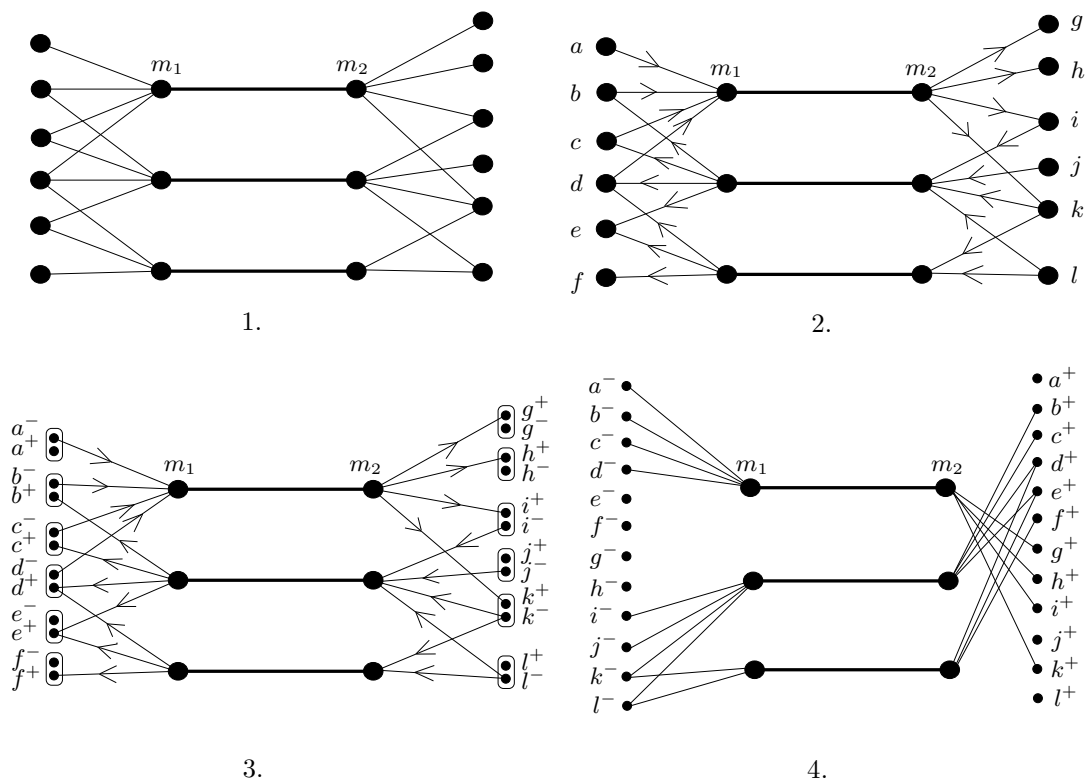 m₁ m₂
1.
a
b
c
d
e
f
m₁ m₂
g
h
i
j
k
l
2.
a⁻
a⁺
b⁻
b⁺
c⁻
c⁺
d⁻
d⁺
e⁻
e⁺
f⁻
f⁺
m₁ m₂
g⁺
g⁻
h⁺
h⁻
i⁺
i⁻
j⁺
j⁻
k⁺
k⁻
l⁺
l⁻
3.
a⁻
b⁻
c⁻
d⁻
e⁻
f⁻
g⁻
h⁻
i⁻
j⁻
k⁻
l⁻
m₁ m₂
a⁺
b⁺
c⁺
d⁺
e⁺
f⁺
g⁺
h⁺
i⁺
j⁺
k⁺
l⁺
4.